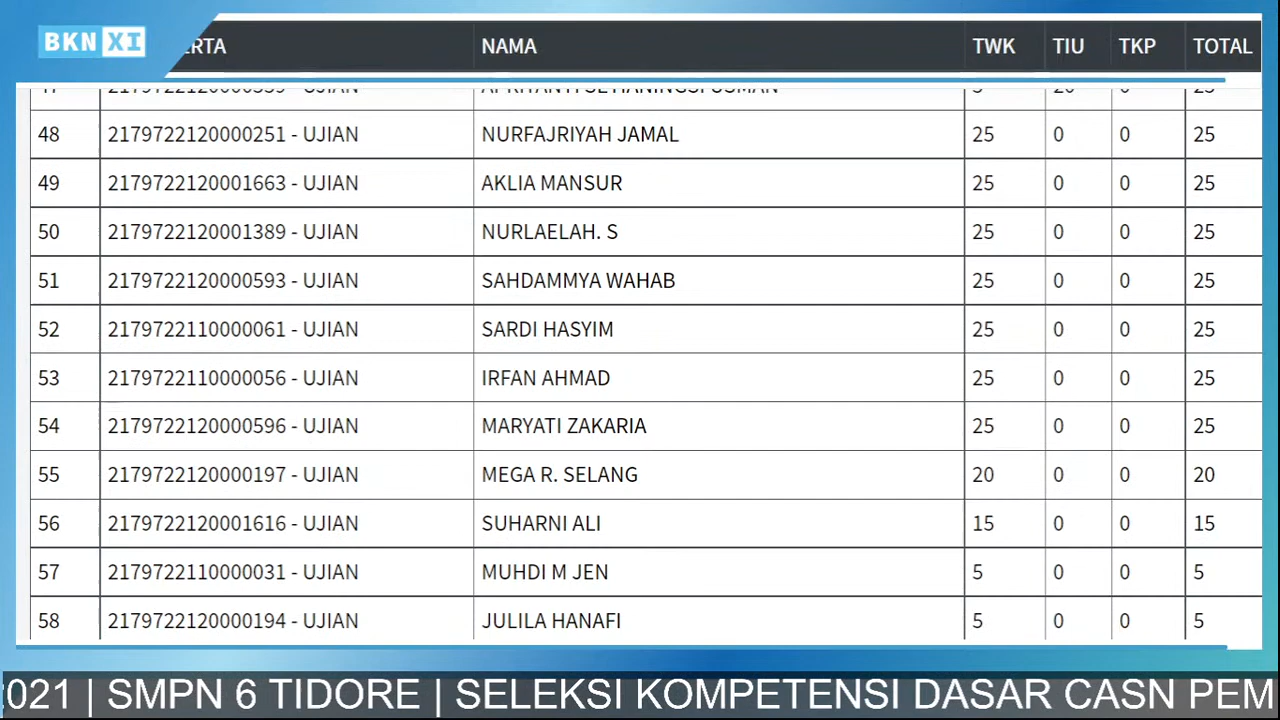 BKN XI
ERTA NAMA TWK TIU TKP TOTAL
48 2179722120000251 - UJIAN NURFAJRIYAH JAMAL 25 0 0 25
49 2179722120001663 - UJIAN AKLIA MANSUR 25 0 0 25
50 2179722120001389 - UJIAN NURLAELAH. S 25 0 0 25
51 2179722120000593 - UJIAN SAHDAMMYA WAHAB 25 0 0 25
52 2179722110000061 - UJIAN SARDI HASYIM 25 0 0 25
53 2179722110000056 - UJIAN IRFAN AHMAD 25 0 0 25
54 2179722120000596 - UJIAN MARYATI ZAKARIA 25 0 0 25
55 2179722120000197 - UJIAN MEGA R. SELANG 20 0 0 20
56 2179722120001616 - UJIAN SUHARNI ALI 15 0 0 15
57 2179722110000031 - UJIAN MUHDI M JEN 5 0 0 5
58 2179722120000194 - UJIAN JULILA HANAFI 5 0 0 5
021 | SMPN 6 TIDORE | SELEKSI KOMPETENSI DASAR CASN PEM